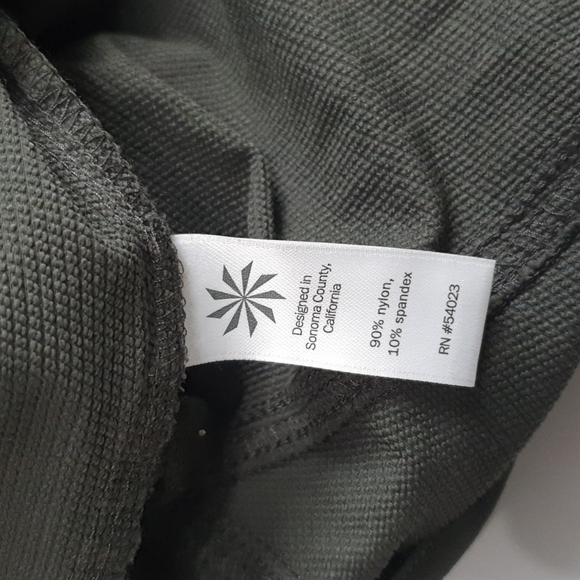 Designed in
Sonoma County,
California
90% nylon,
10% spandex
RN #54023